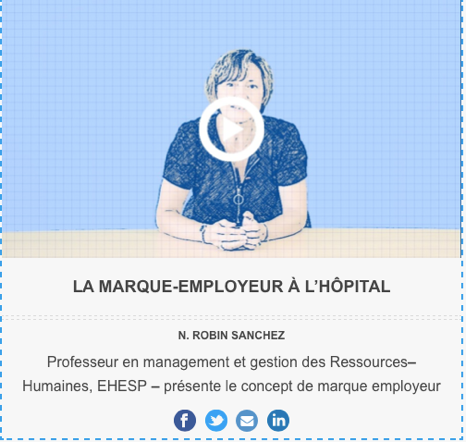 LA MARQUE-EMPLOYEUR À L'HÔPITAL
N. ROBIN SANCHEZ
Professeur en management et gestion des Ressources–
Humaines, EHESP – présente le concept de marque employeur
f
in